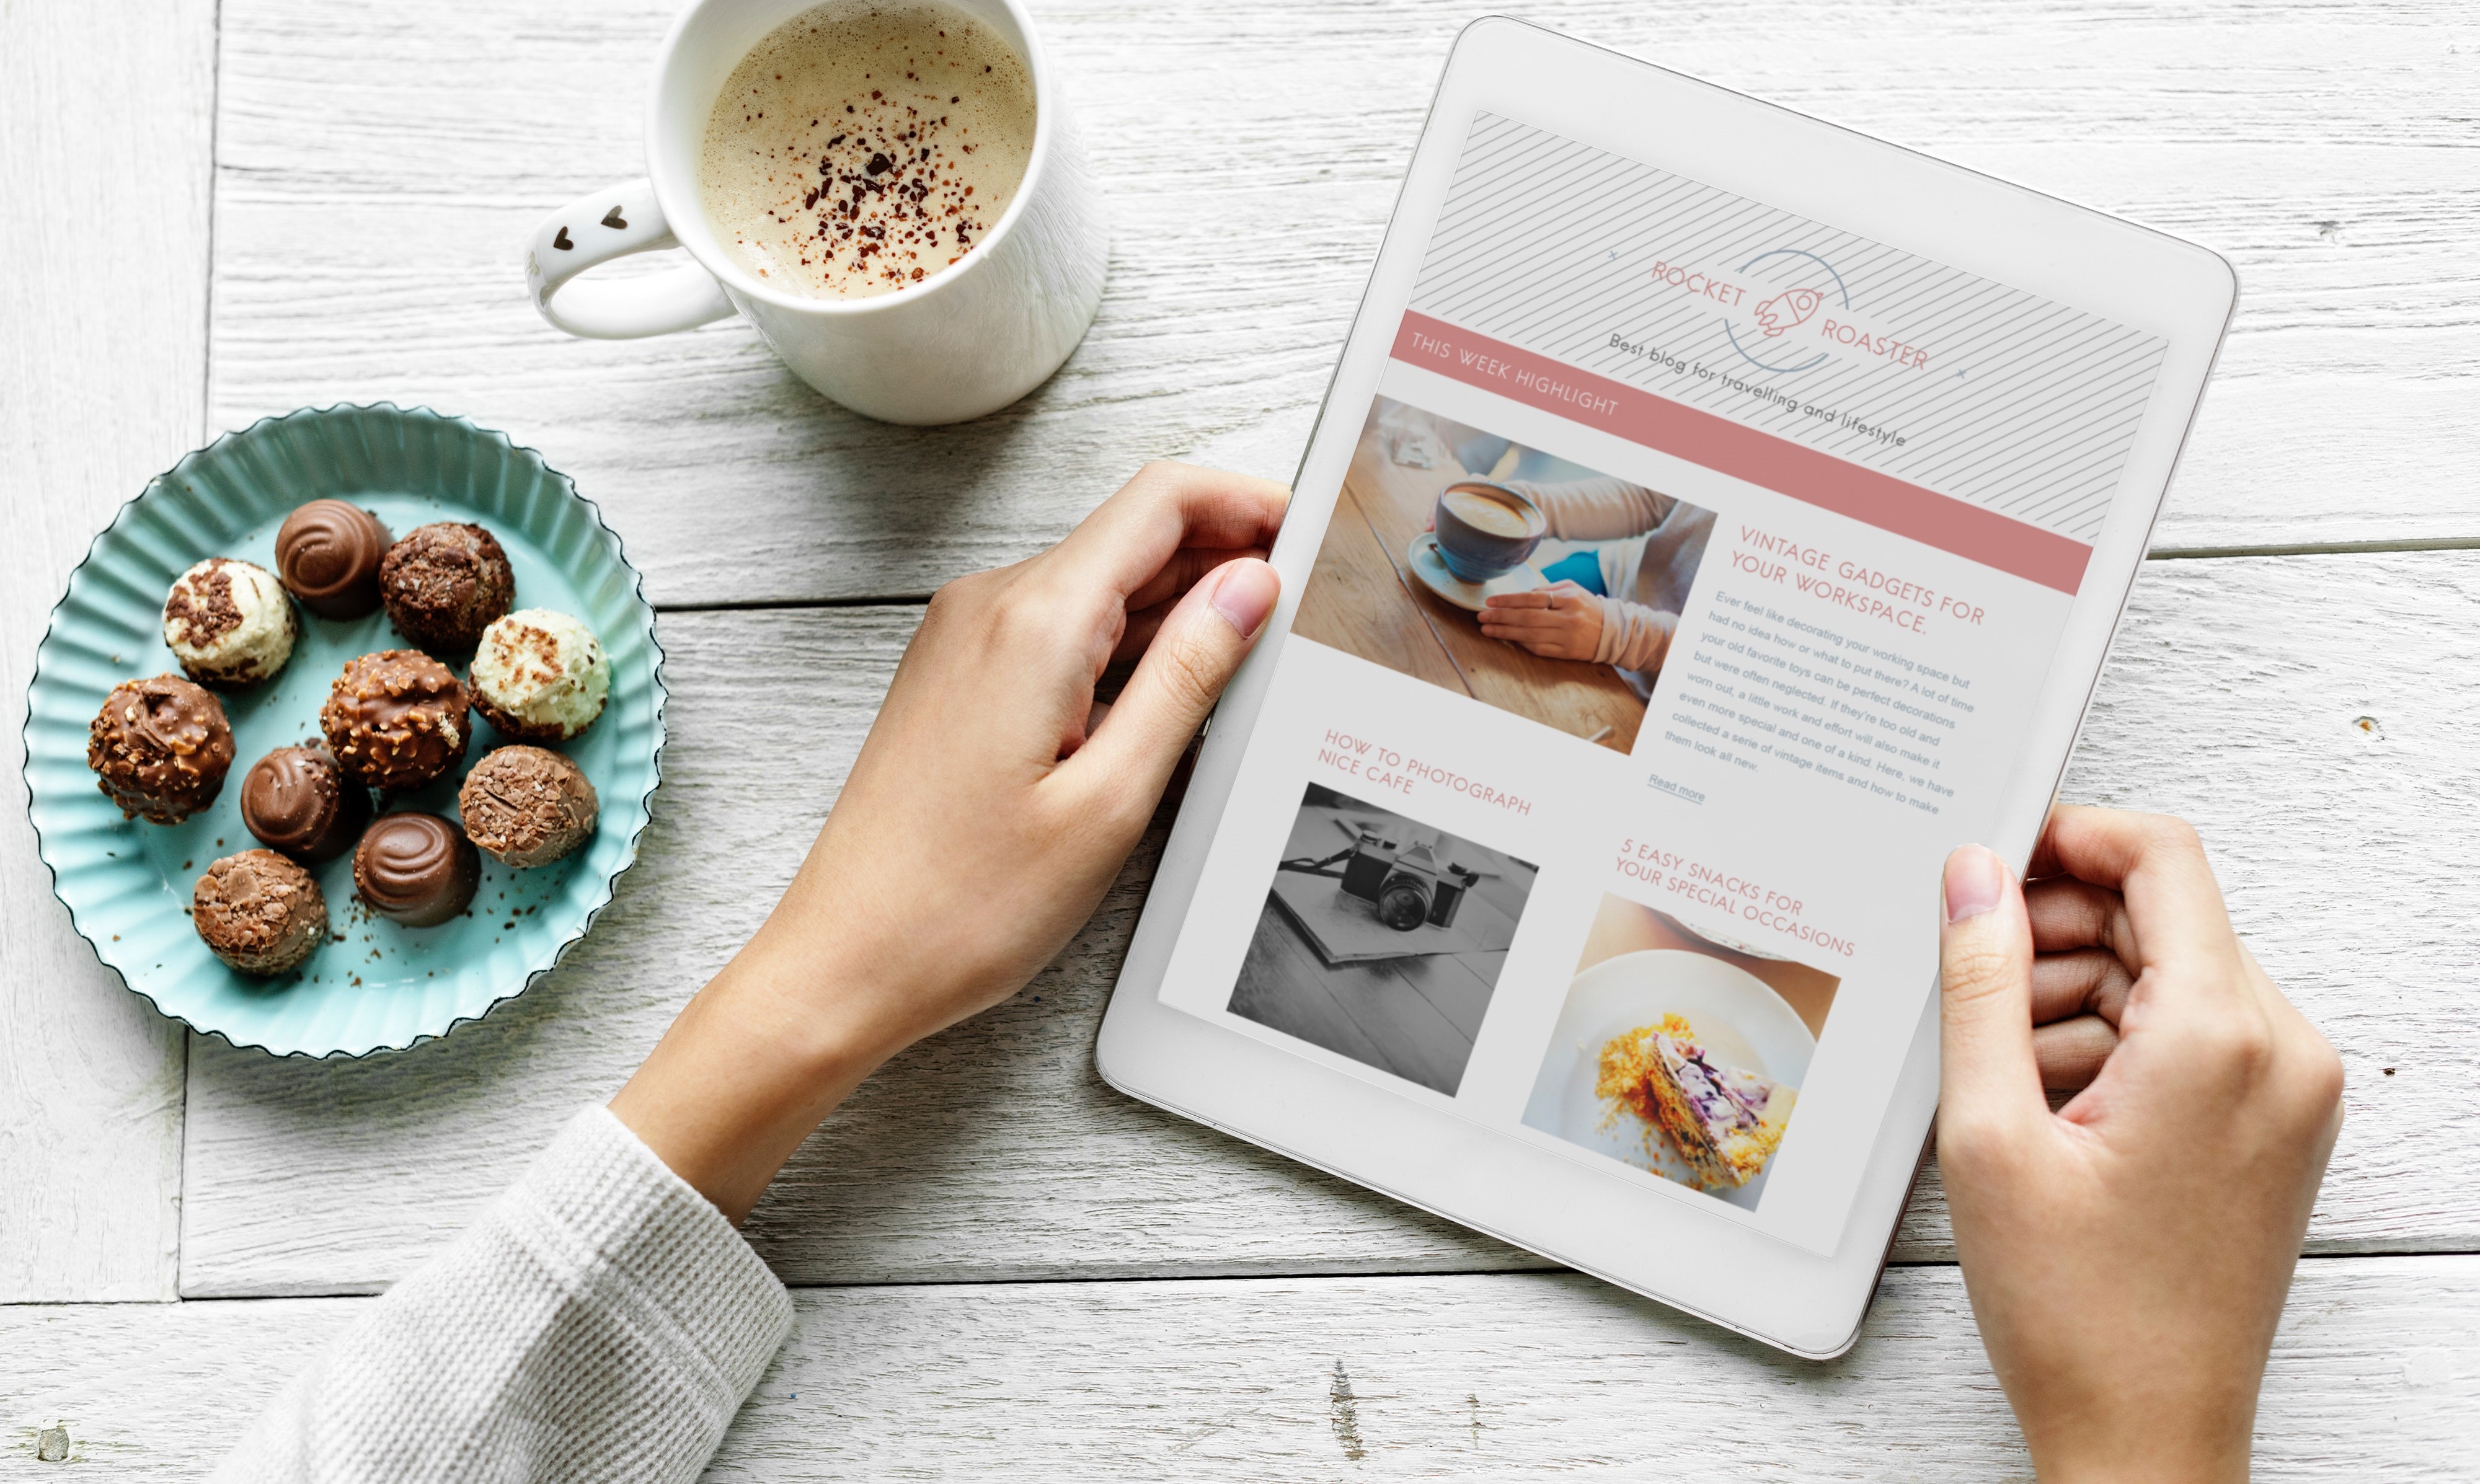 ROCKET ROASTER
Best blog for travelling and lifestyle
THIS WEEK HIGHLIGHT
VINTAGE GADGETS FOR
YOUR WORKSPACE.
Ever feel like decorating your working space but
had no idea how or what to put there? A lot of time
your old favorite toys can be perfect decorations
but were often neglected. If they're too old and
worn out, a little work and effort will also make it
even more special and one of a kind. Here, we have
collected a serie of vintage items and how to make
them look all new.
Read more
HOW TO PHOTOGRAPH
NICE CAFE
5 EASY SNACKS FOR
YOUR SPECIAL OCCASIONS